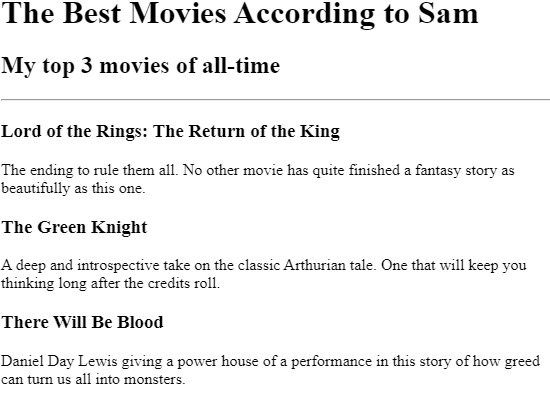 The Best Movies According to Sam
My top 3 movies of all-time
Lord of the Rings: The Return of the King
The ending to rule them all. No other movie has quite finished a fantasy story as
beautifully as this one.
The Green Knight
A deep and introspective take on the classic Arthurian tale. One that will keep you
thinking long after the credits roll.
There Will Be Blood
Daniel Day Lewis giving a power house of a performance in this story of how greed
can turn us all into monsters.